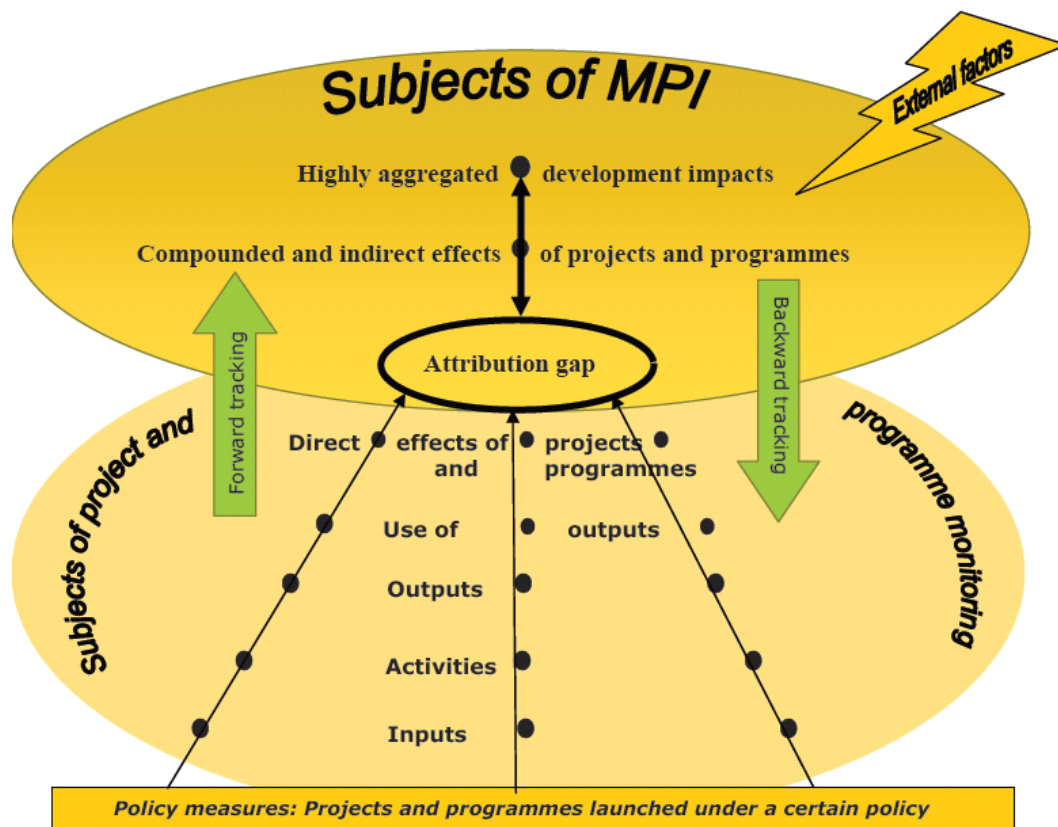 Subjects of MPI
External factors
Highly aggregated development impacts
Compounded and indirect effects of projects and programmes
Forward tracking
Backward tracking
Attribution gap
Subjects of project and programme monitoring
Direct effects of projects
and programmes
Use of outputs
Outputs
Activities
Inputs
Policy measures: Projects and programmes launched under a certain policy